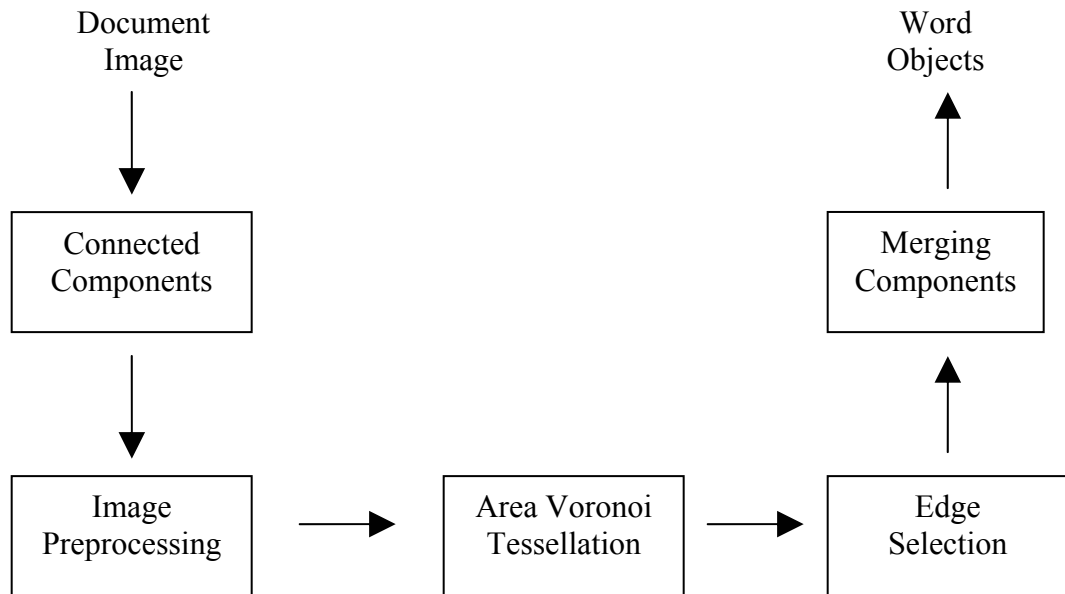 Document
Image
Word
Objects
Connected
Components
Merging
Components
Image
Preprocessing
Area Voronoi
Tessellation
Edge
Selection